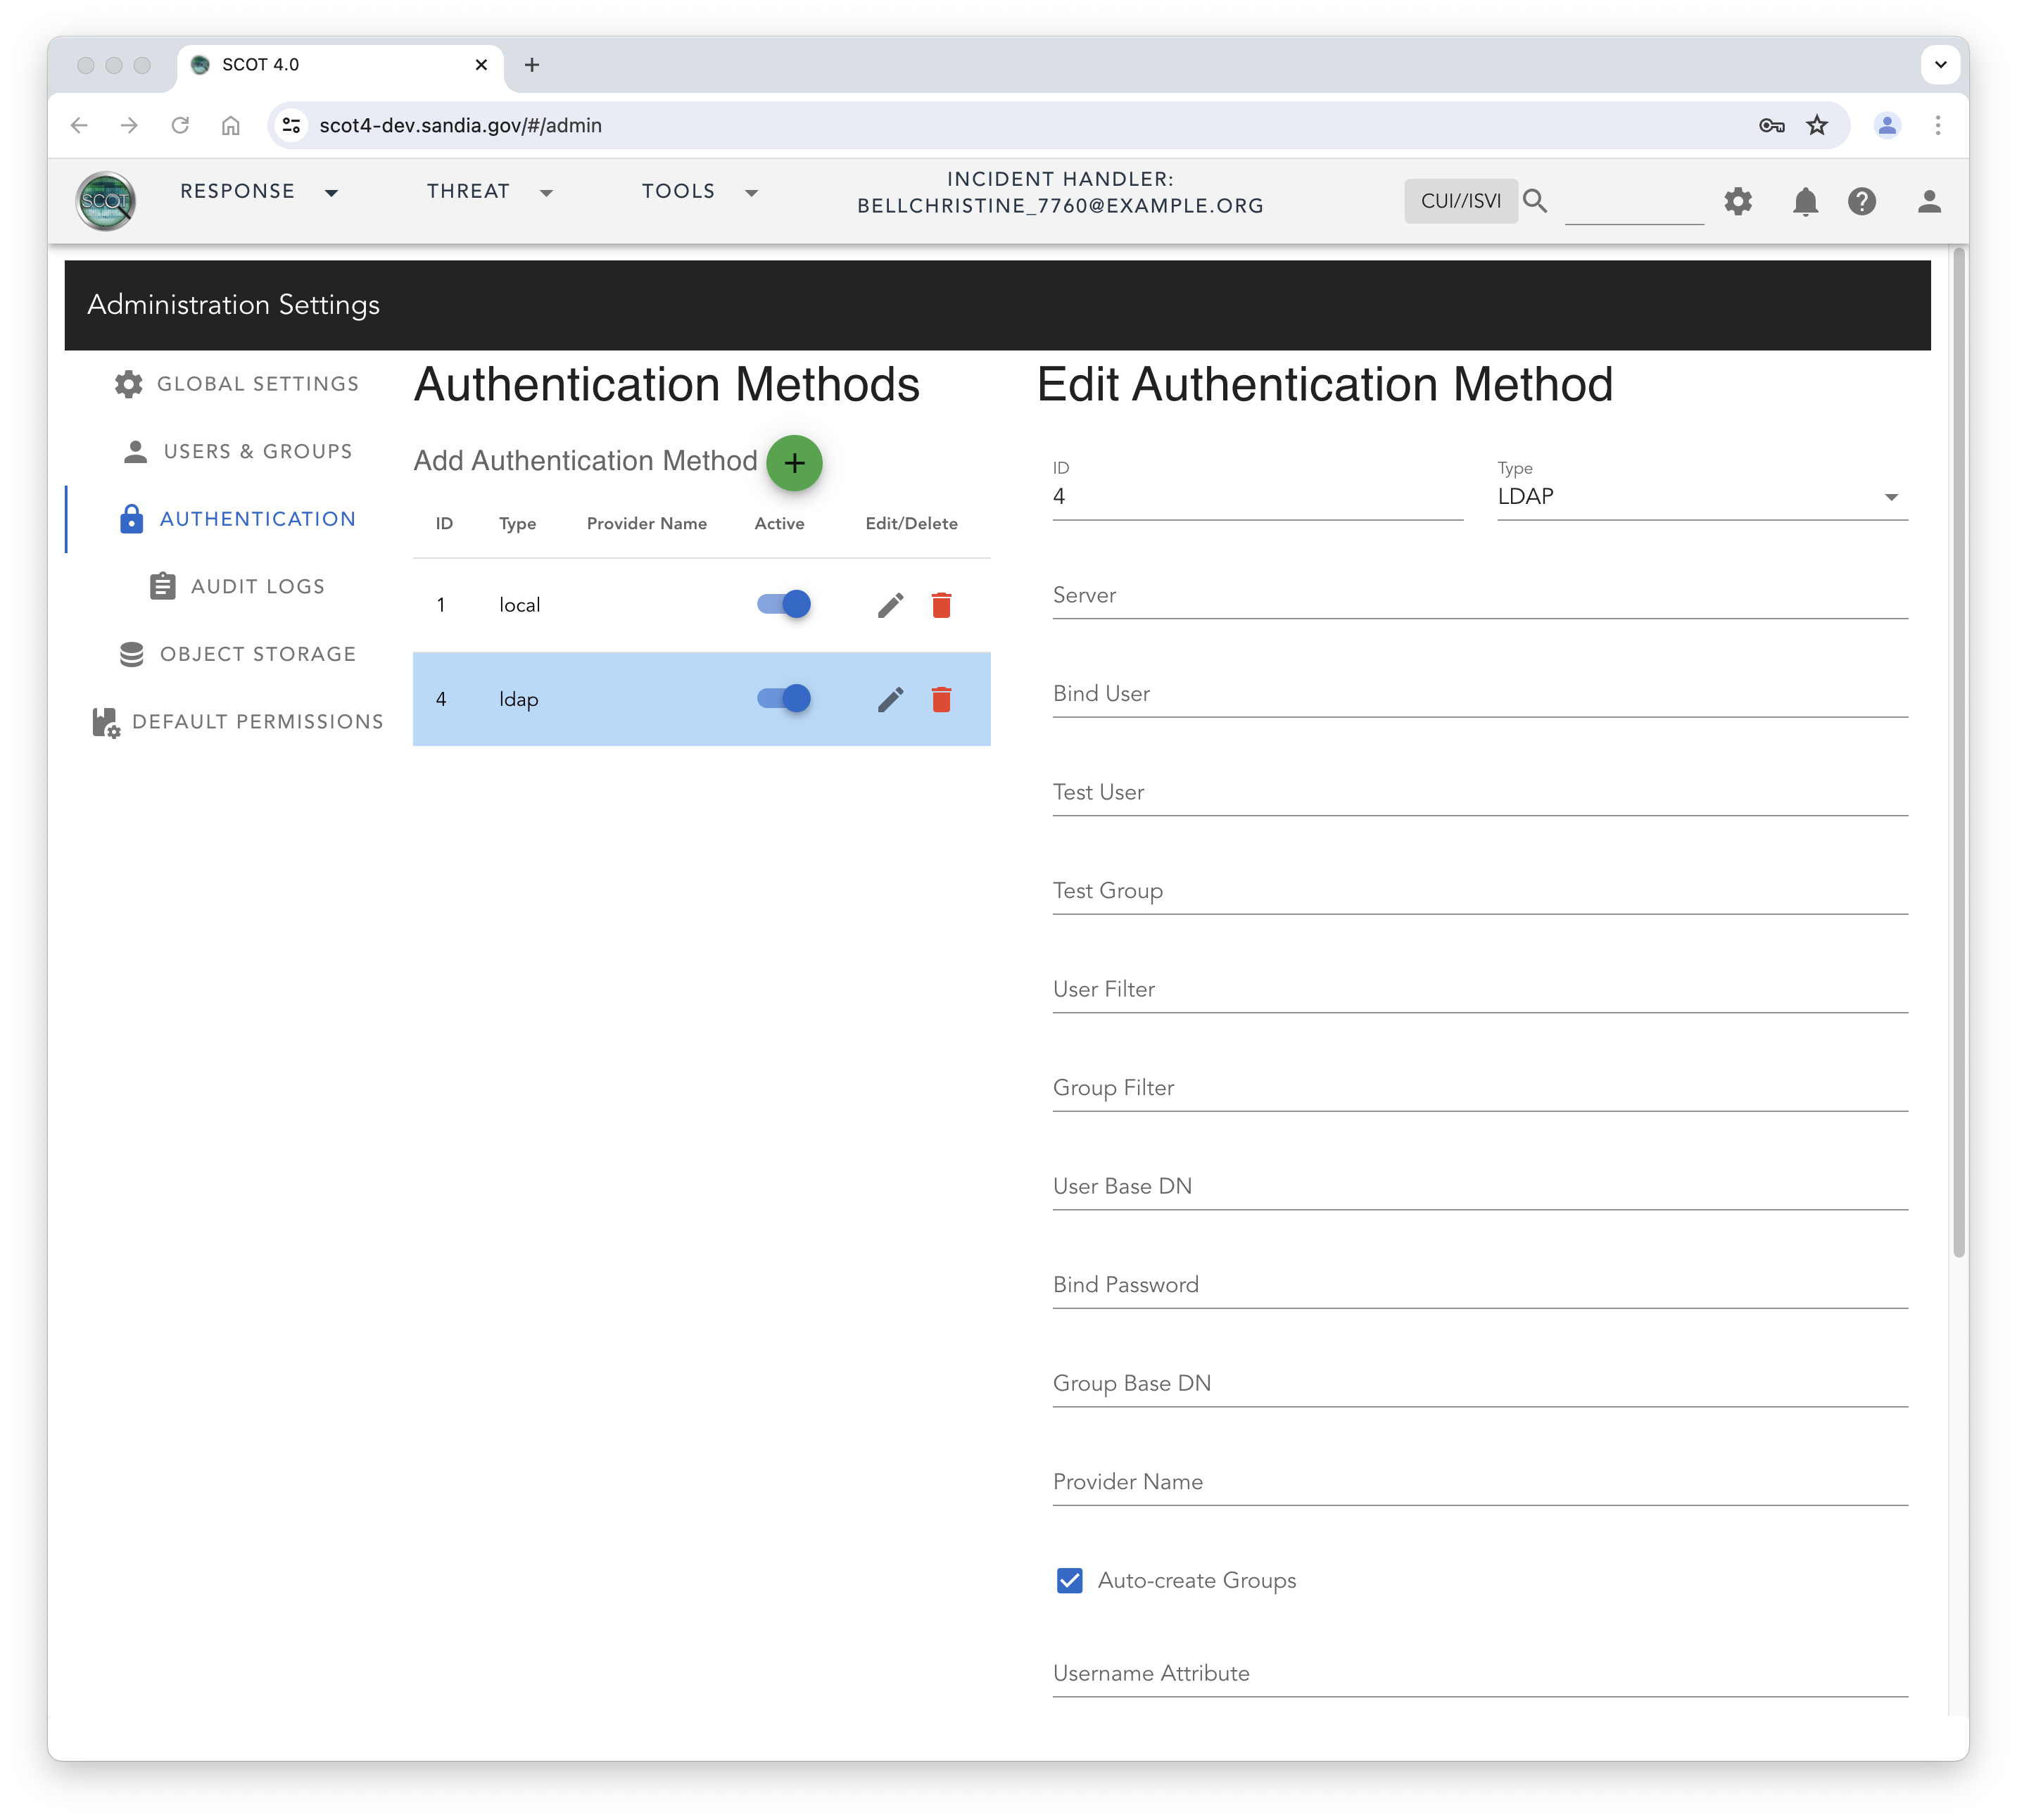 SCOT 4.0
scot4-dev.sandia.gov/#/admin
SCOT
RESPONSE
THREAT
TOOLS
INCIDENT HANDLER:
BELLCHRISTINE_7760@EXAMPLE.ORG
CUI//ISVI
Administration Settings
GLOBAL SETTINGS
USERS & GROUPS
AUTHENTICATION
AUDIT LOGS
OBJECT STORAGE
DEFAULT PERMISSIONS
Authentication Methods
Add Authentication Method
ID Type Provider Name Active Edit/Delete
1 local
4 ldap
Edit Authentication Method
ID
4
Type
LDAP
Server
Bind User
Test User
Test Group
User Filter
Group Filter
User Base DN
Bind Password
Group Base DN
Provider Name
Auto-create Groups
Username Attribute